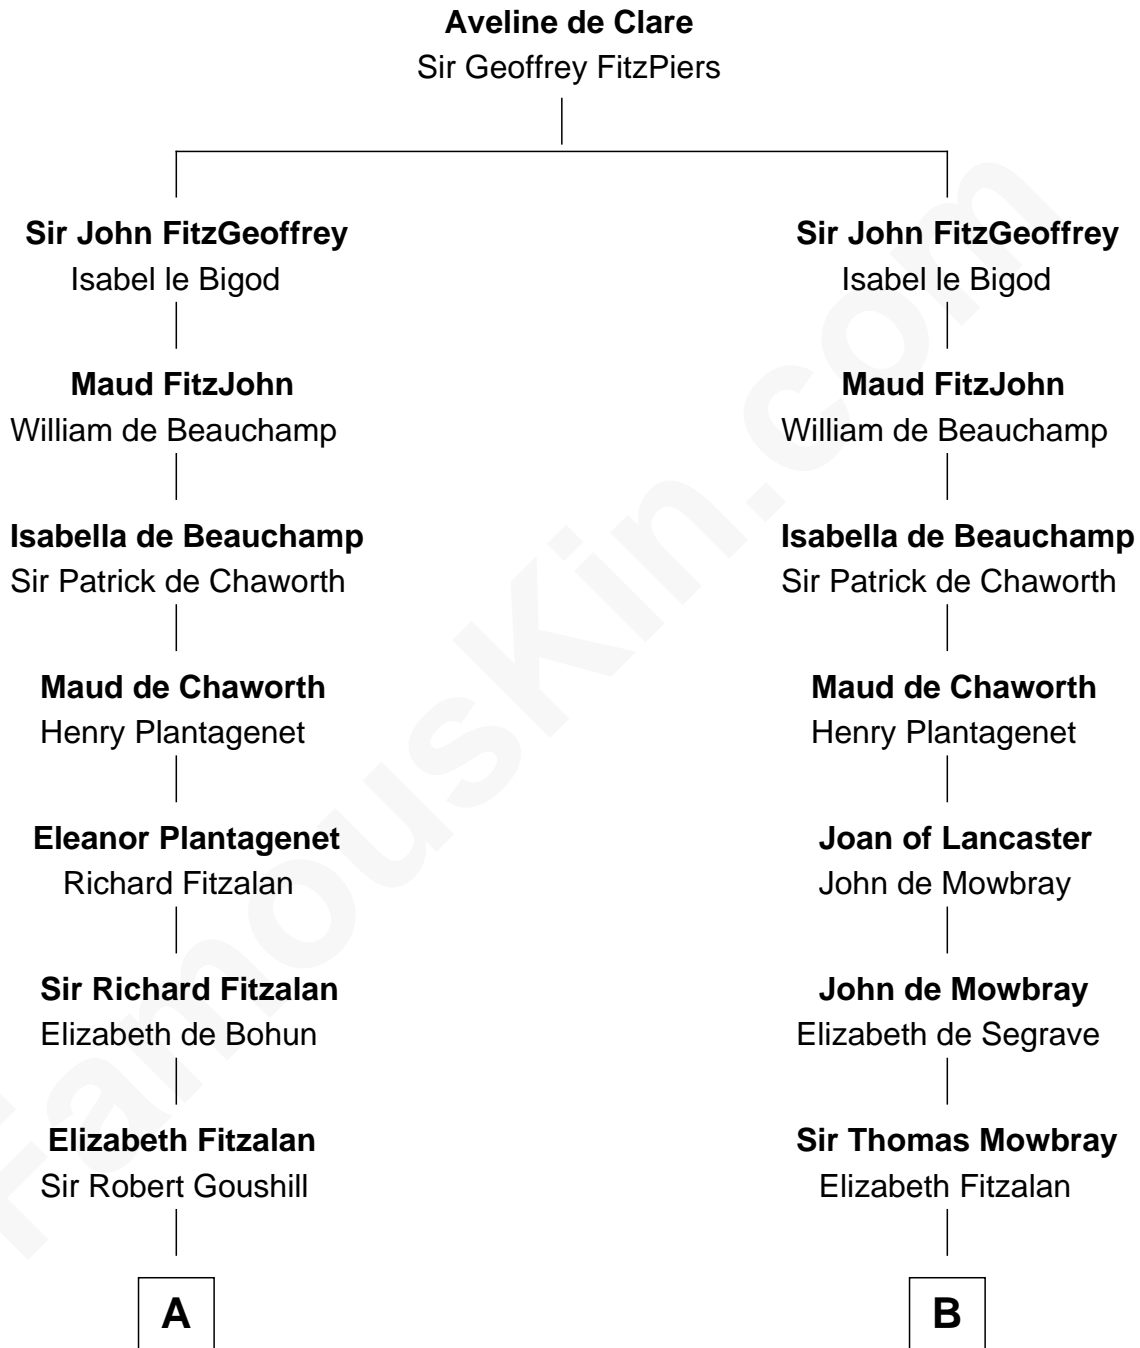 Aveline de Clare
Sir Geoffrey FitzPiers
Sir John FitzGeoffrey
Isabel le Bigod
Maud FitzJohn
William de Beauchamp
Isabella de Beauchamp
Sir Patrick de Chaworth
Maud de Chaworth
Henry Plantagenet
Eleanor Plantagenet
Richard Fitzalan
Sir Richard Fitzalan
Elizabeth de Bohun
Elizabeth Fitzalan
Sir Robert Goushill
A
Sir John FitzGeoffrey
Isabel le Bigod
Maud FitzJohn
William de Beauchamp
Isabella de Beauchamp
Sir Patrick de Chaworth
Maud de Chaworth
Henry Plantagenet
Joan of Lancaster
John de Mowbray
John de Mowbray
Elizabeth de Segrave
Sir Thomas Mowbray
Elizabeth Fitzalan
B
FamousKin.com